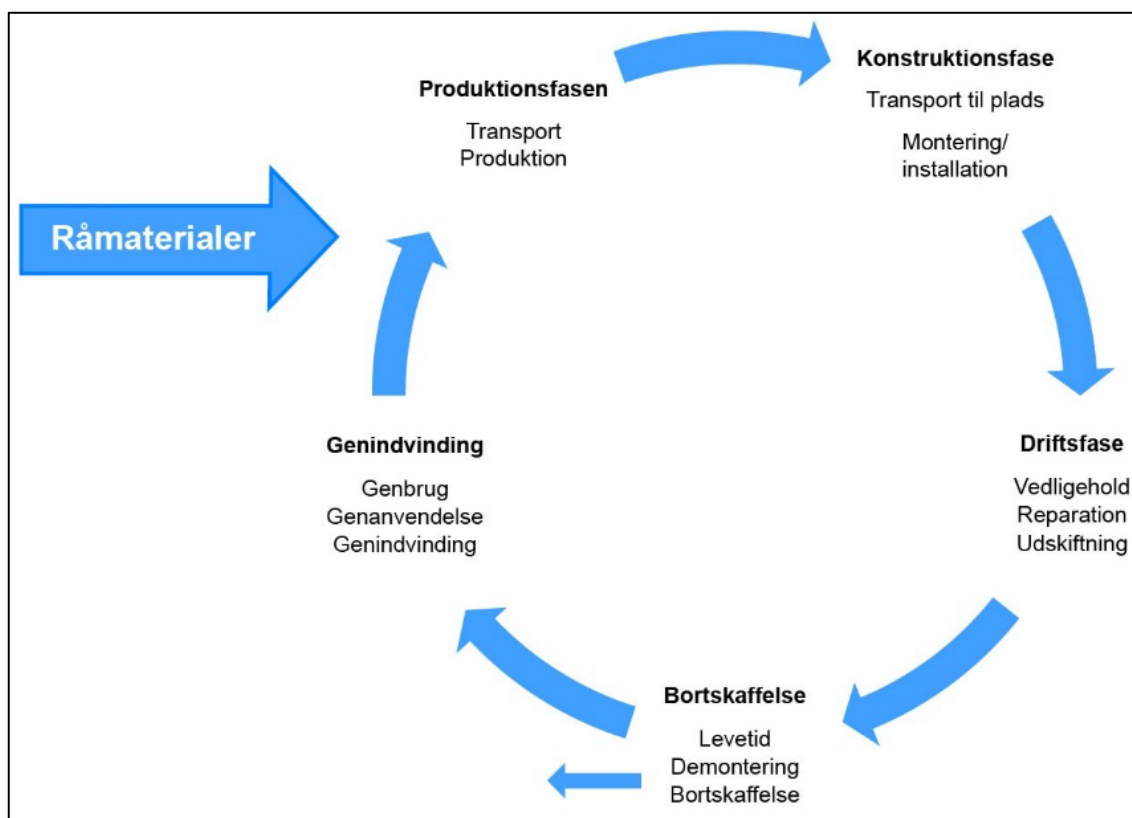 Råmaterialer
Produktionsfasen
Transport
Produktion
Konstruktionsfase
Transport til plads
Montering/
installation
Driftsfase
Vedligehold
Reparation
Udskiftning
Bortskaffelse
Levetid
Demontering
Bortskaffelse
Genindvinding
Genbrug
Genanvendelse
Genindvinding